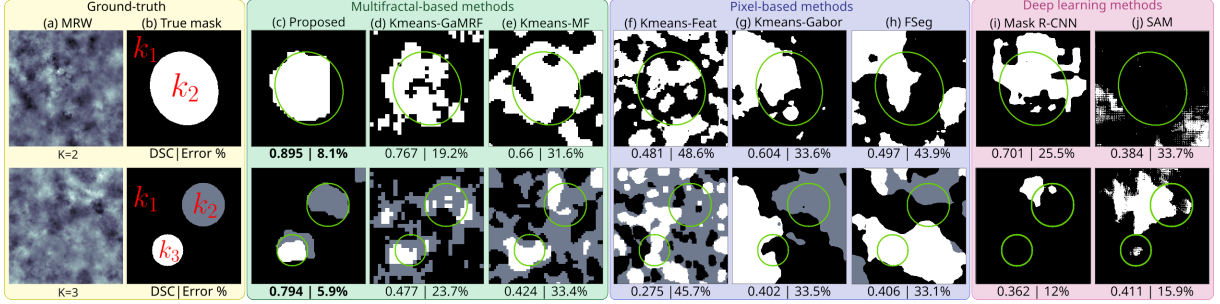 Ground-truth
Multifractal-based methods
Pixel-based methods
Deep learning methods
(a) MRW
(b) True mask
(c) Proposed
(d) Kmeans-GaMRF
(e) Kmeans-MF
(f) Kmeans-Feat
(g) Kmeans-Gabor
(h) FSeg
(i) Mask R-CNN
(j) SAM
k₁
k₂
K=2
DSC|Error %
0.895 | 8.1%
0.767 | 19.2%
0.66 | 31.6%
0.481 | 48.6%
0.604 | 33.6%
0.497 | 43.9%
0.701 | 25.5%
0.384 | 33.7%
k₁
k₂
k₃
K=3
DSC|Error %
0.794 | 5.9%
0.477 | 23.7%
0.424 | 33.4%
0.275 |45.7%
0.402 | 33.5%
0.406 | 33.1%
0.362 | 12%
0.411 | 15.9%